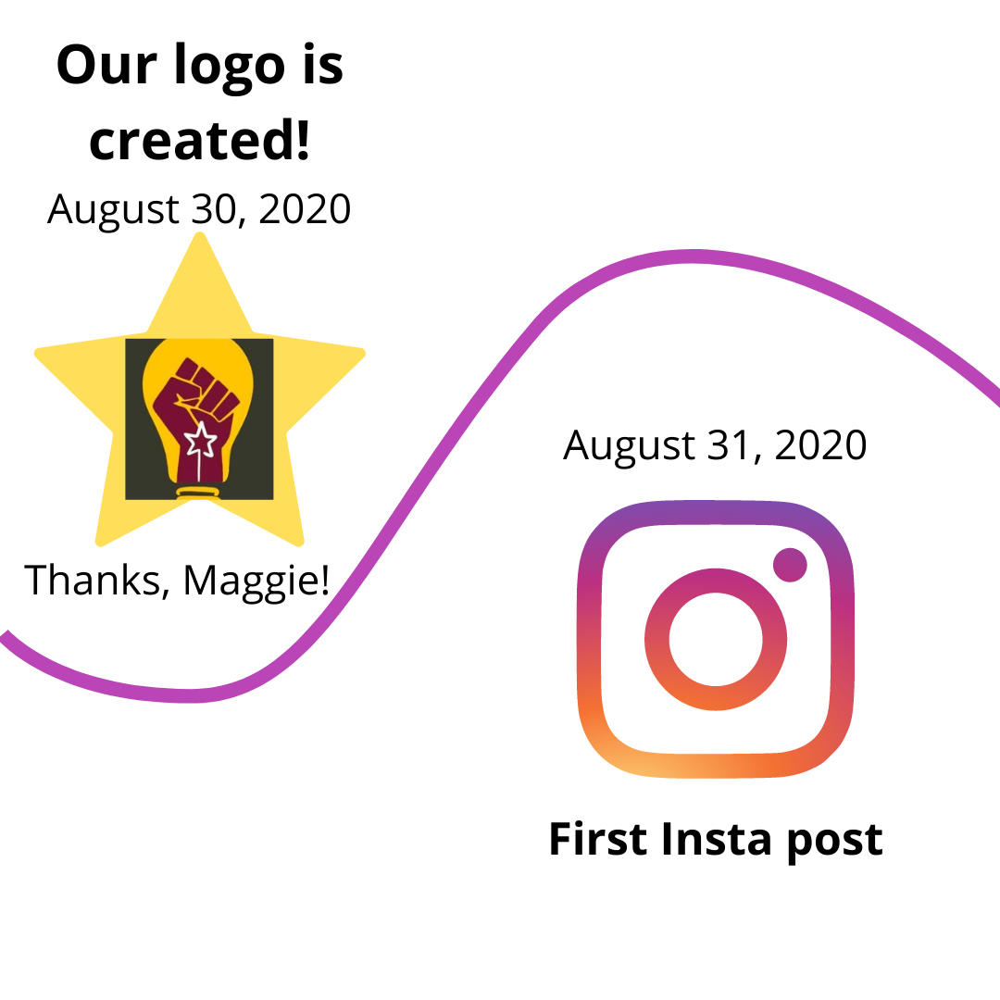 Our logo is
created!
August 30, 2020
Thanks, Maggie!
August 31, 2020
First Insta post